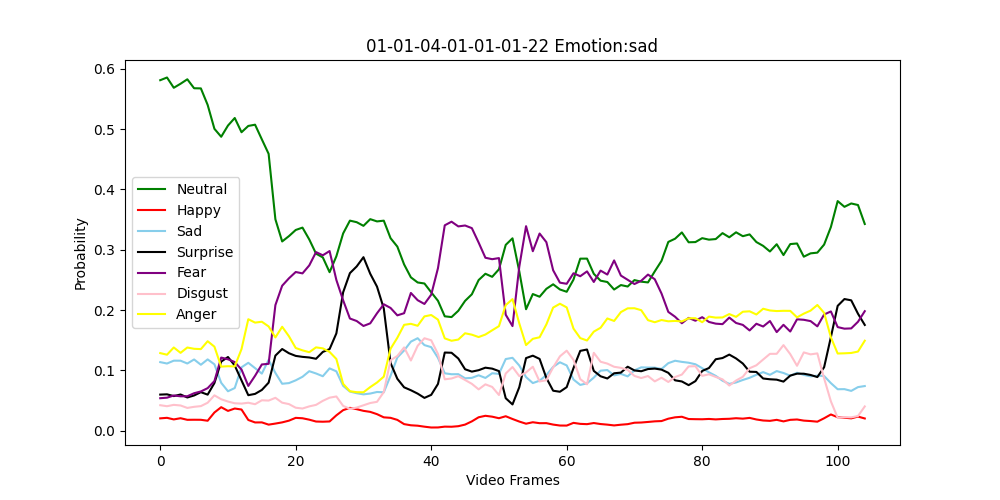 01-01-04-01-01-01-22 Emotion:sad
Probability
0.6
0.5
0.4
0.3
0.2
0.1
0.0
Neutral
Happy
Sad
Surprise
Fear
Disgust
Anger
0 20 40 60 80 100
Video Frames